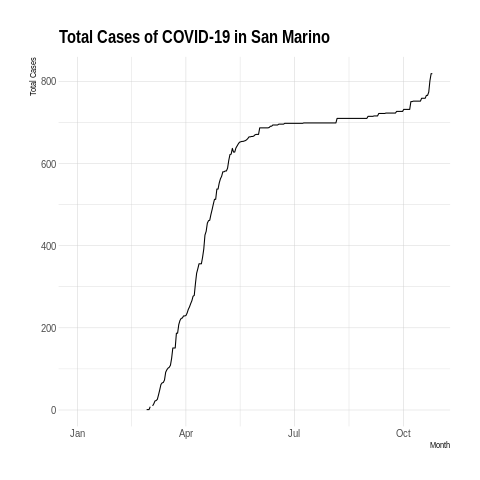 Total Cases of COVID-19 in San Marino
Total Cases
800
600
400
200
0
Jan
Apr
Jul
Oct
Month